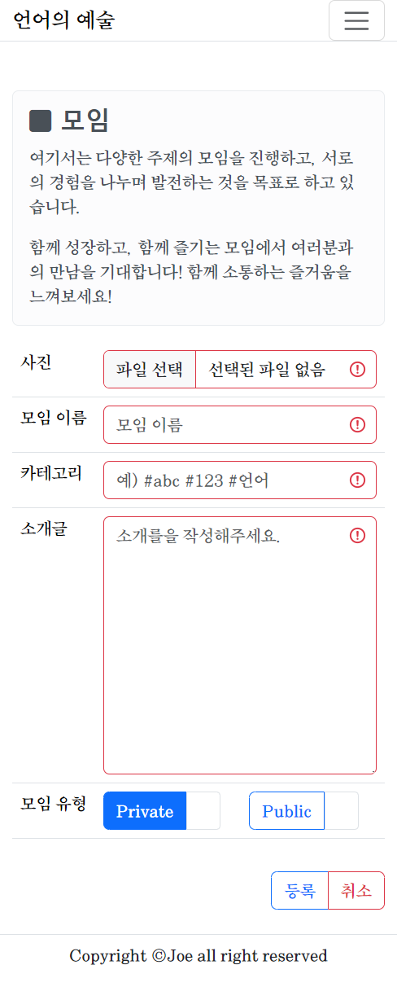 언어의 예술
모임
여기서는 다양한 주제의 모임을 진행하고, 서로
의 경험을 나누며 발전하는 것을 목표로 하고 있
습니다.
함께 성장하고, 함께 즐기는 모임에서 여러분과
의 만남을 기대합니다! 함께 소통하는 즐거움을
느껴보세요!
사진
파일 선택 선택된 파일 없음
모임 이름
모임 이름
카테고리
예) #abc #123 #언어
소개글
소개를을 작성해주세요.
모임 유형
Private
Public
등록
취소
Copyright ©Joe all right reserved